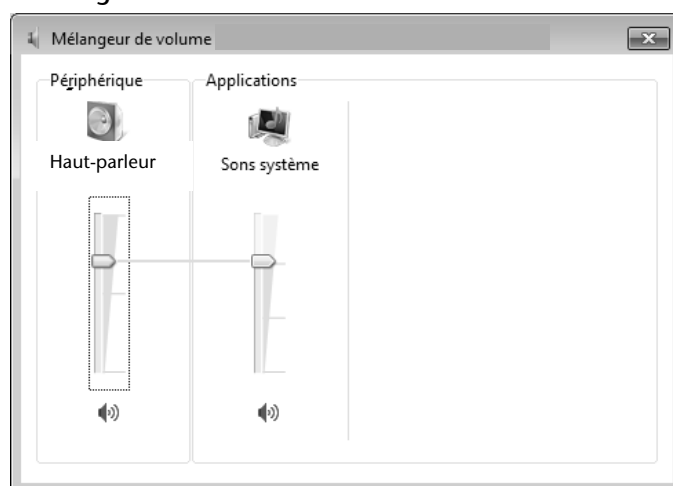 Mélangeur de volume
Périphérique
Applications
Haut-parleur
Sons système